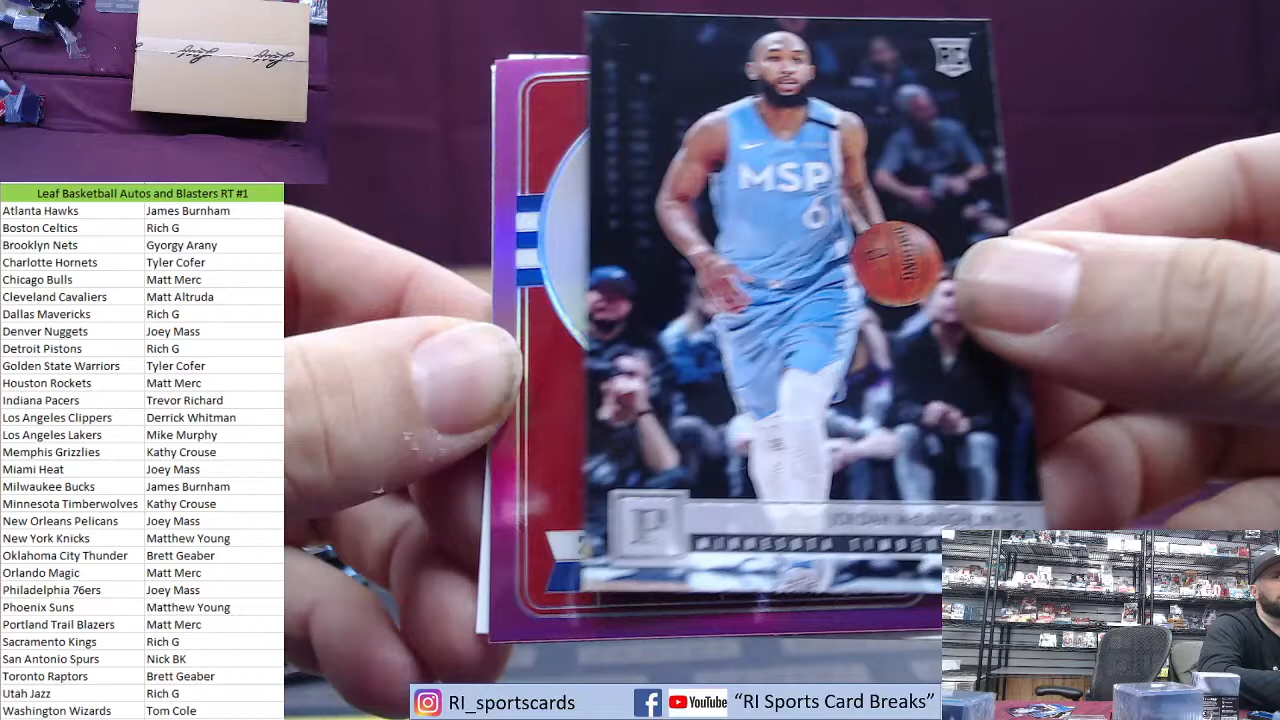 Leaf Basketball Autos and Blasters RT #1
Atlanta Hawks James Burnham
Boston Celtics Rich G
Brooklyn Nets Gyorgy Arany
Charlotte Hornets Tyler Cofer
Chicago Bulls Matt Merc
Cleveland Cavaliers Matt Altruda
Dallas Mavericks Rich G
Denver Nuggets Joey Mass
Detroit Pistons Rich G
Golden State Warriors Tyler Cofer
Houston Rockets Matt Merc
Indiana Pacers Trevor Richard
Los Angeles Clippers Derrick Whitman
Los Angeles Lakers Mike Murphy
Memphis Grizzlies Kathy Crouse
Miami Heat Joey Mass
Milwaukee Bucks James Burnham
Minnesota Timberwolves Kathy Crouse
New Orleans Pelicans Joey Mass
New York Knicks Matthew Young
Oklahoma City Thunder Brett Geaber
Orlando Magic Matt Merc
Philadelphia 76ers Joey Mass
Phoenix Suns Matthew Young
Portland Trail Blazers Matt Merc
Sacramento Kings Rich G
San Antonio Spurs Nick BK
Toronto Raptors Brett Geaber
Utah Jazz Rich G
Washington Wizards Tom Cole
RC
MSP
6
P
RI_sportscards
YouTube
"RI Sports Card Breaks"